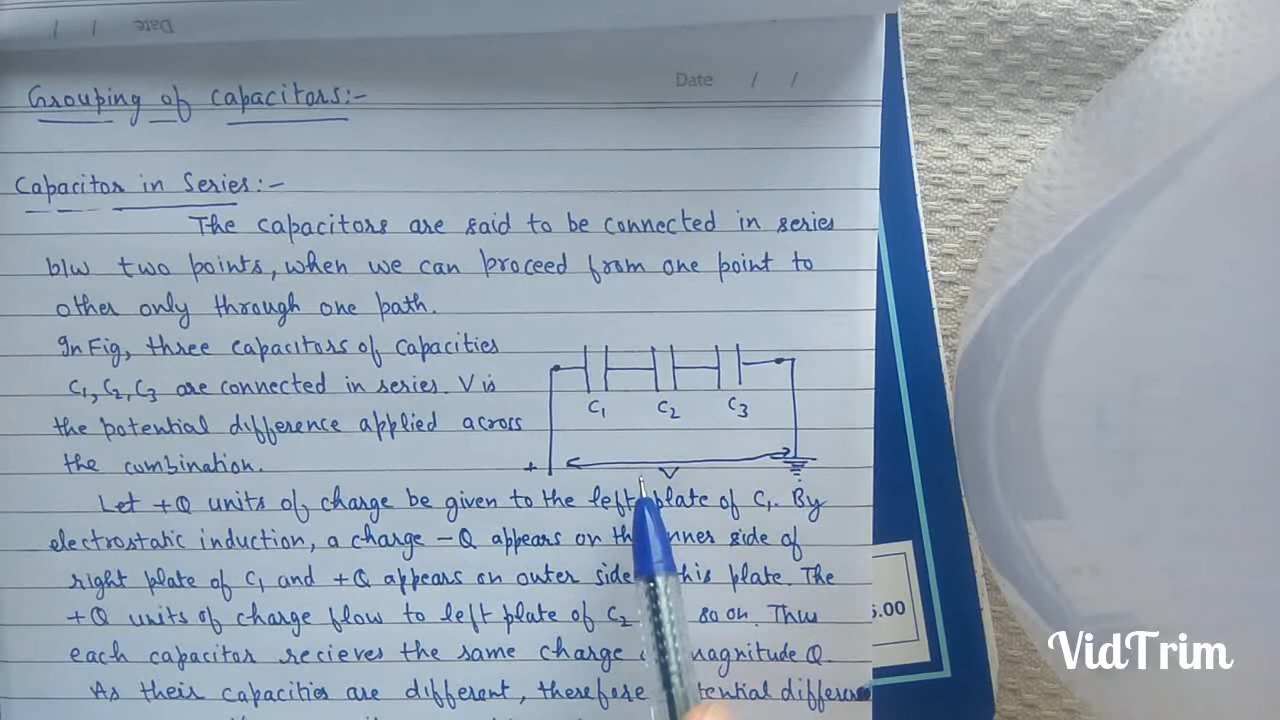 Date / /
Date / /
Grouping of capacitors:-
Capacitor in Series:-
The capacitors are said to be connected in series
b/w two points, when we can proceed from one point to
other only through one path.
In Fig, three capacitors of capacities
C1, C2, C3 are connected in series. V is
the potential difference applied across
the combination.
C1 C2 C3
+ V
Let +Q units of charge be given to the left plate of C1. By
electrostatic induction, a charge -Q appears on the inner side of
right plate of C1 and +Q appears on outer side this plate. The
+Q units of charge flow to left plate of C2 so on. Thus
each capacitor recieves the same charge magnitude Q.
As their capacities are different, therefore potential difference
5.00
VidTrim